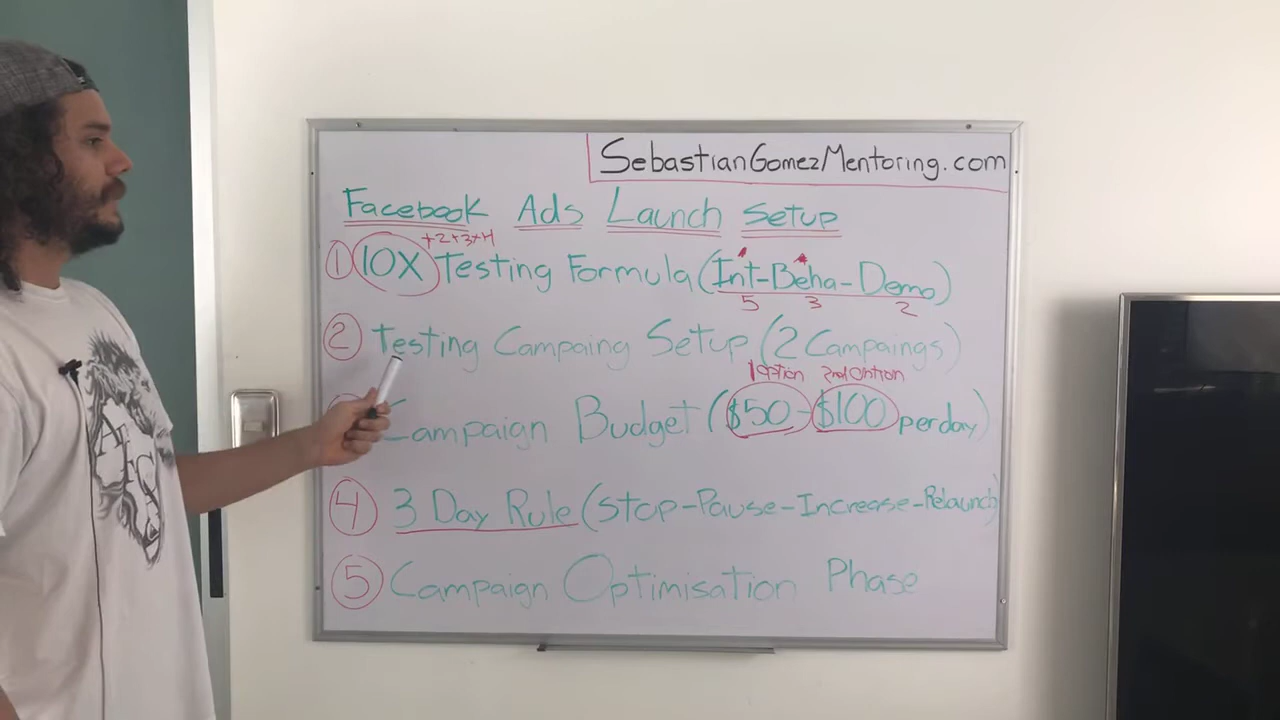 SebastianGomezMentoring.com
Facebook Ads Launch Setup
+2+3+4
① 10X Testing Formula (Int-Beha-Demo)
5 3 2
② Testing Campaing Setup (2 Campaings)
1 Option 2nd Option
Campaign Budget ($50-$100 per day)
④ 3 Day Rule (Stop-Pause-Increase-Relaunch)
⑤ Campaign Optimisation Phase